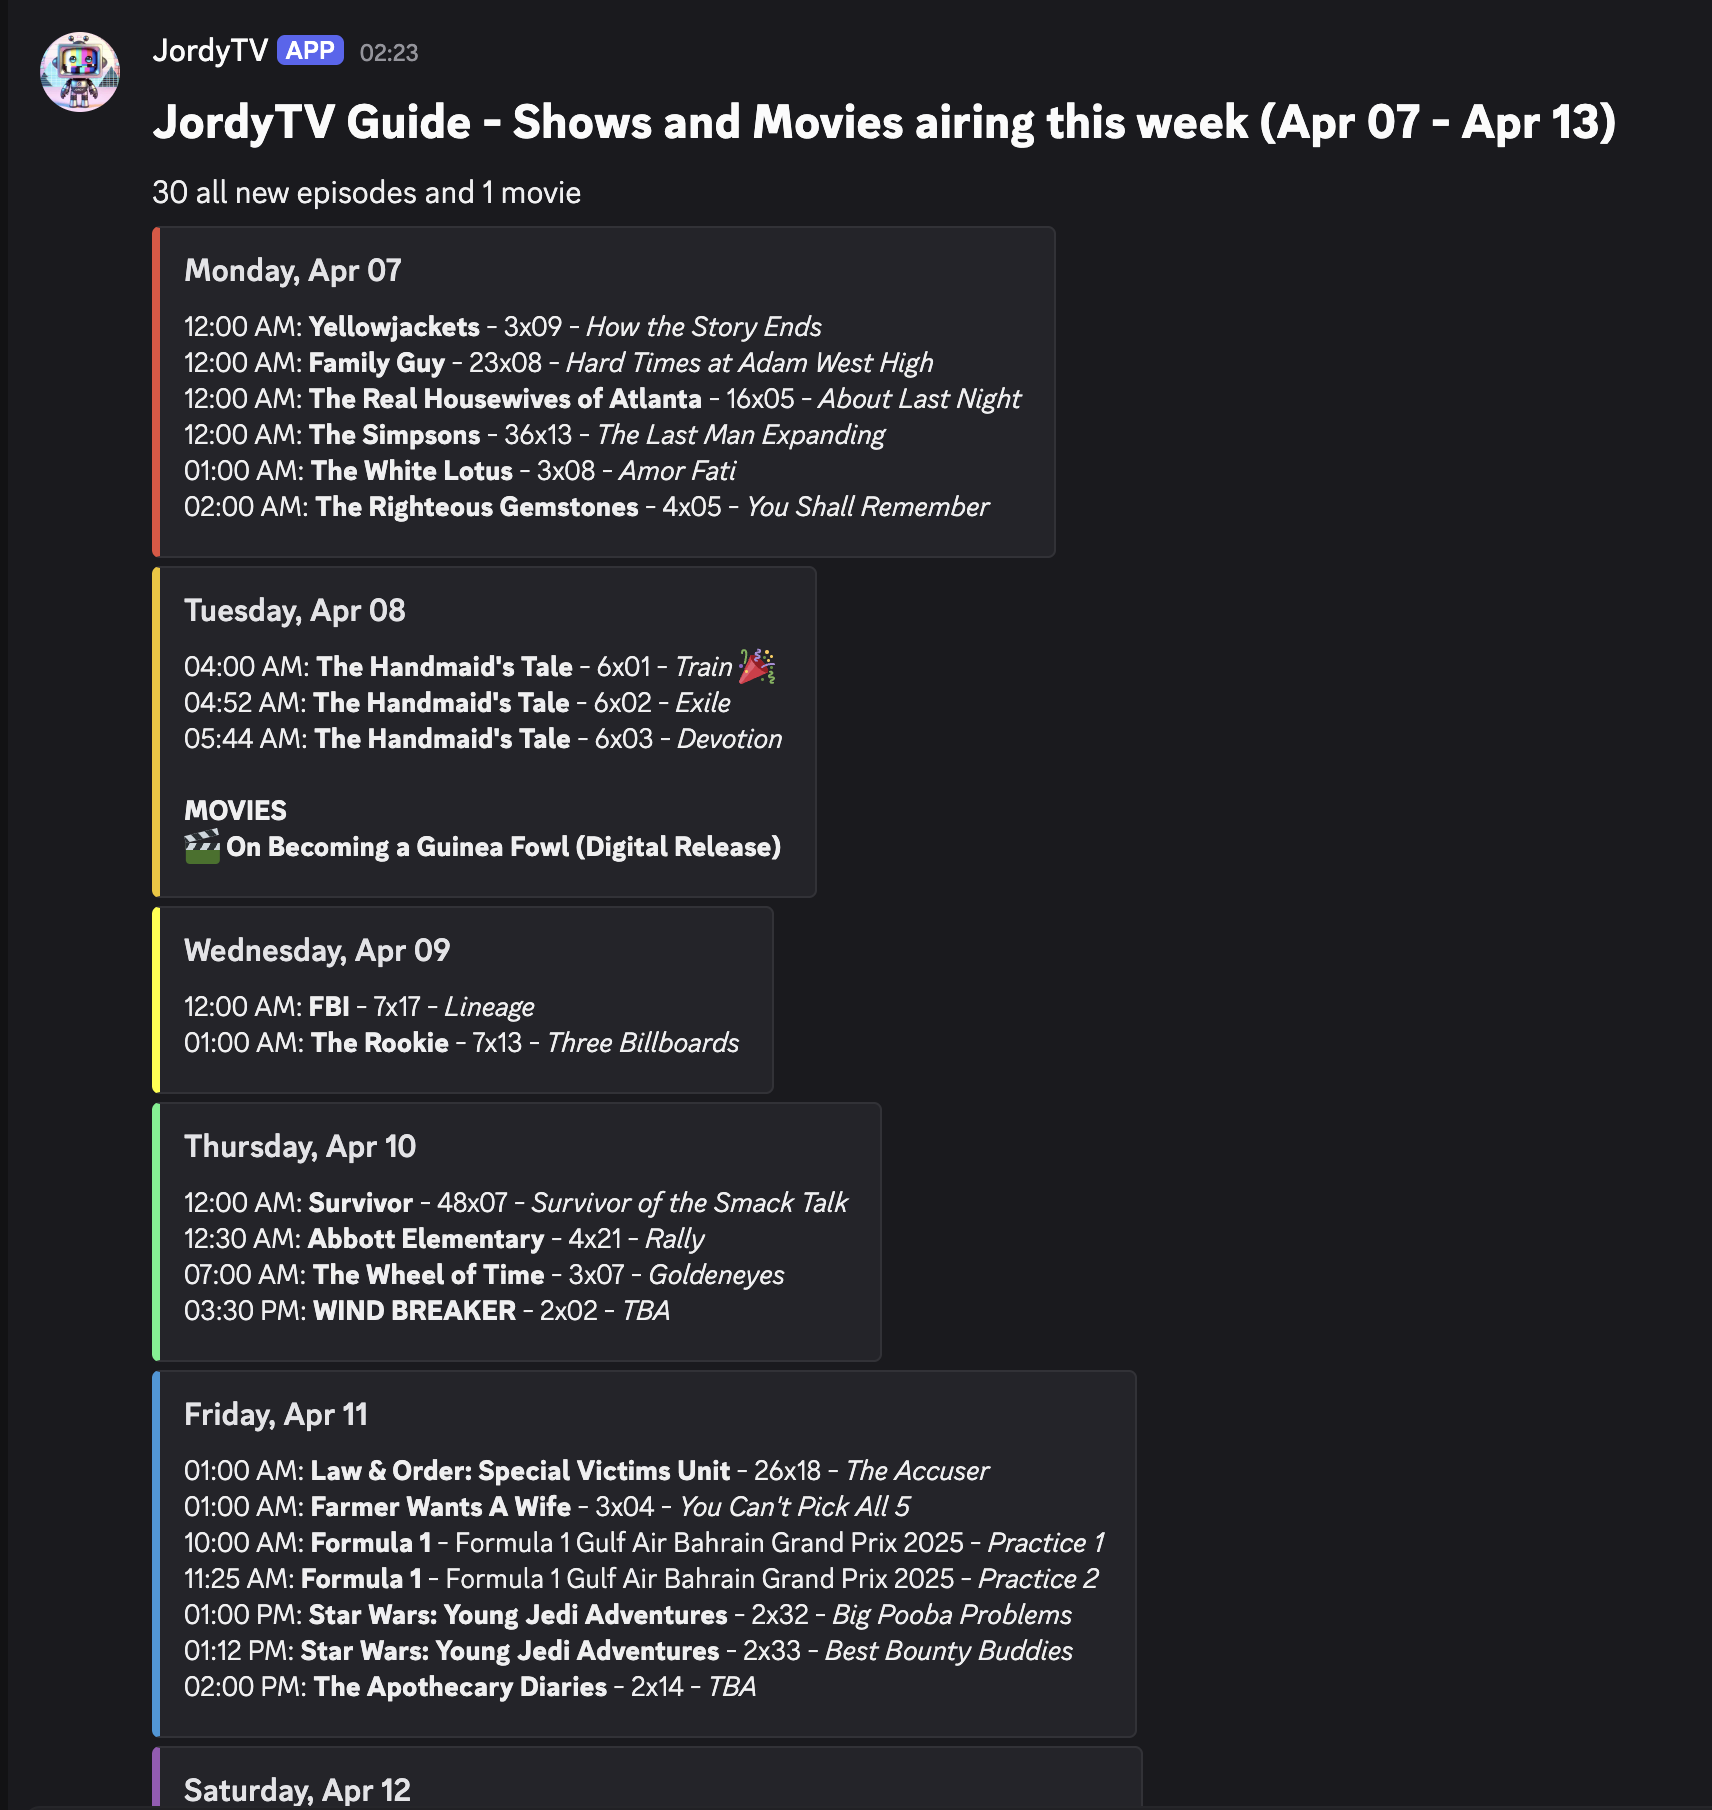 JordyTV APP 02:23
JordyTV Guide - Shows and Movies airing this week (Apr 07 - Apr 13)
30 all new episodes and 1 movie
Monday, Apr 07
12:00 AM: Yellowjackets - 3x09 - How the Story Ends
12:00 AM: Family Guy - 23x08 - Hard Times at Adam West High
12:00 AM: The Real Housewives of Atlanta - 16x05 - About Last Night
12:00 AM: The Simpsons - 36x13 - The Last Man Expanding
01:00 AM: The White Lotus - 3x08 - Amor Fati
02:00 AM: The Righteous Gemstones - 4x05 - You Shall Remember
Tuesday, Apr 08
04:00 AM: The Handmaid's Tale - 6x01 - Train 🎉
04:52 AM: The Handmaid's Tale - 6x02 - Exile
05:44 AM: The Handmaid's Tale - 6x03 - Devotion
MOVIES
🎬 On Becoming a Guinea Fowl (Digital Release)
Wednesday, Apr 09
12:00 AM: FBI - 7x17 - Lineage
01:00 AM: The Rookie - 7x13 - Three Billboards
Thursday, Apr 10
12:00 AM: Survivor - 48x07 - Survivor of the Smack Talk
12:30 AM: Abbott Elementary - 4x21 - Rally
07:00 AM: The Wheel of Time - 3x07 - Goldeneyes
03:30 PM: WIND BREAKER - 2x02 - TBA
Friday, Apr 11
01:00 AM: Law & Order: Special Victims Unit - 26x18 - The Accuser
01:00 AM: Farmer Wants A Wife - 3x04 - You Can't Pick All 5
10:00 AM: Formula 1 - Formula 1 Gulf Air Bahrain Grand Prix 2025 - Practice 1
11:25 AM: Formula 1 - Formula 1 Gulf Air Bahrain Grand Prix 2025 - Practice 2
01:00 PM: Star Wars: Young Jedi Adventures - 2x32 - Big Pooba Problems
01:12 PM: Star Wars: Young Jedi Adventures - 2x33 - Best Bounty Buddies
02:00 PM: The Apothecary Diaries - 2x14 - TBA
Saturday, Apr 12